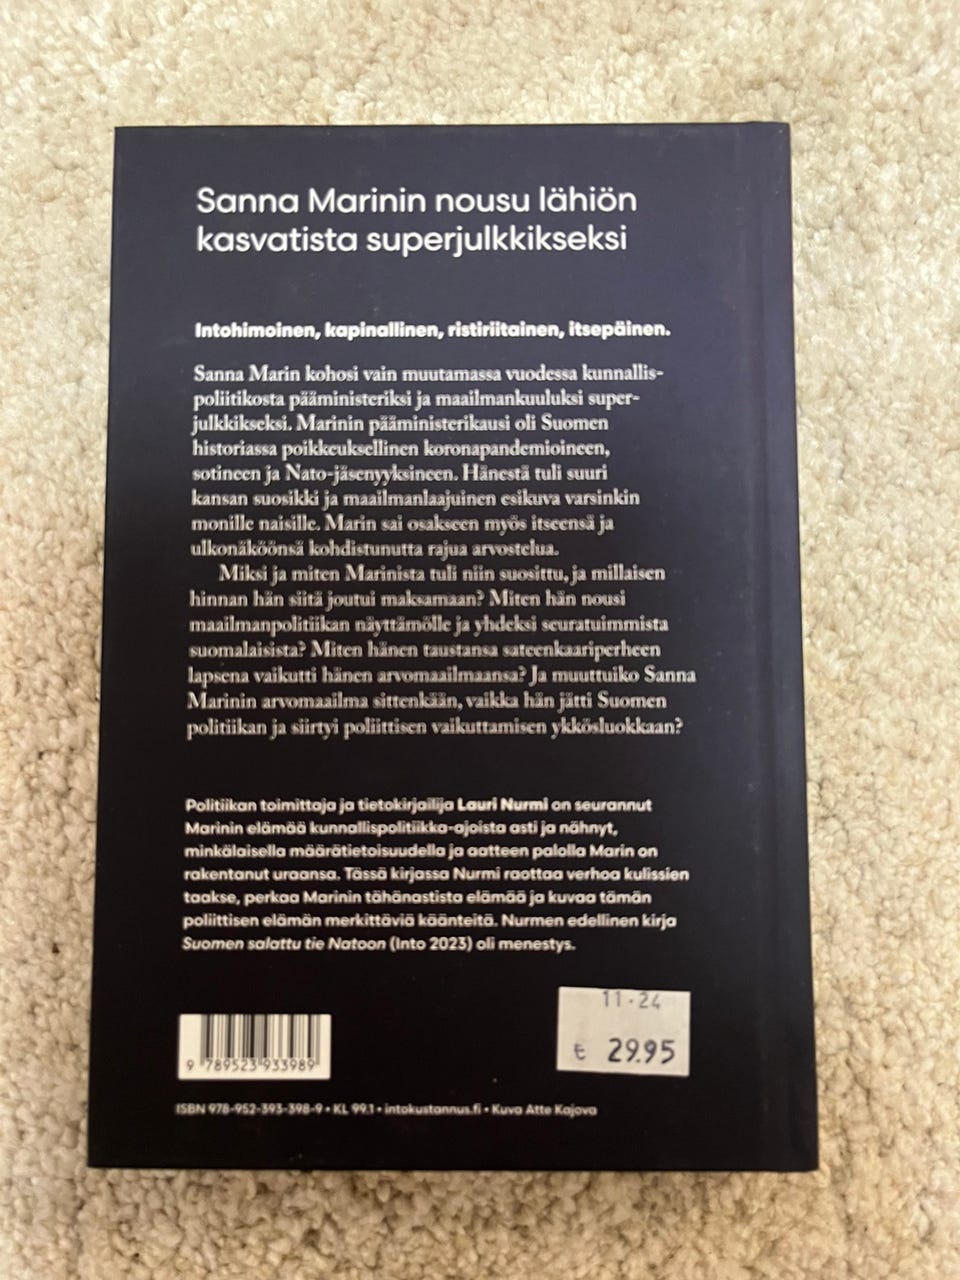 Sanna Marinin nousu lähiön
kasvatista superjulkkikseksi
Intohimoinen, kapinallinen, ristiriitainen, itsepäinen.
Sanna Marin kohosi vain muutamassa vuodessa kunnallis-
poliitikosta pääministeriksi ja maailmankuuluksi super-
julkkikseksi. Marinin pääministerikausi oli Suomen
historiassa poikkeuksellinen koronapandemioineen,
sotineen ja Nato-jäsenyyksineen. Hänestä tuli suuri
kansan suosikki ja maailmanlaajuinen esikuva varsinkin
monille naisille. Marin sai osakseen myös itseensä ja
ulkonäköönsä kohdistunutta rajua arvostelua.
Miksi ja miten Marinista tuli niin suosittu, ja millaisen
hinnan hän siitä joutui maksamaan? Miten hän nousi
maailmanpolitiikan näyttämölle ja yhdeksi seuratuimmista
suomalaisista? Miten hänen taustansa sateenkaariperheen
lapsena vaikutti hänen arvomaailmaansa? Ja muuttuiko Sanna
Marinin arvomaailma sittenkään, vaikka hän jätti Suomen
politiikan ja siirtyi poliittisen vaikuttamisen ykkösluokkaan?
Politiikan toimittaja ja tietokirjailija Lauri Nurmi on seurannut
Marinin elämää kunnallispolitiikka-ajoista asti ja nähnyt,
minkälaisella määrätietoisuudella ja aatteen palolla Marin on
rakentanut uraansa. Tässä kirjassa Nurmi raottaa verhoa kulissien
taakse, perkaa Marinin tähänastista elämää ja kuvaa tämän
poliittisen elämän merkittäviä käänteitä. Nurmen edellinen kirja
Suomen salattu tie Natoon (Into 2023) oli menestys.
11-24
€ 29.95
9 789523 933989
ISBN 978-952-393-398-9 • KL 99.1 • intokustannus.fi • Kuva Atte Kajova